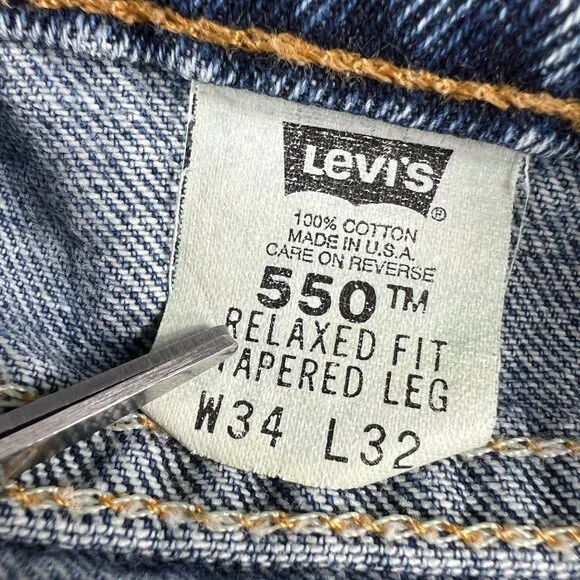 LEVI'S ®
100% COTTON
MADE IN U.S.A.
CARE ON REVERSE
550™
RELAXED FIT
TAPERED LEG
W34 L32